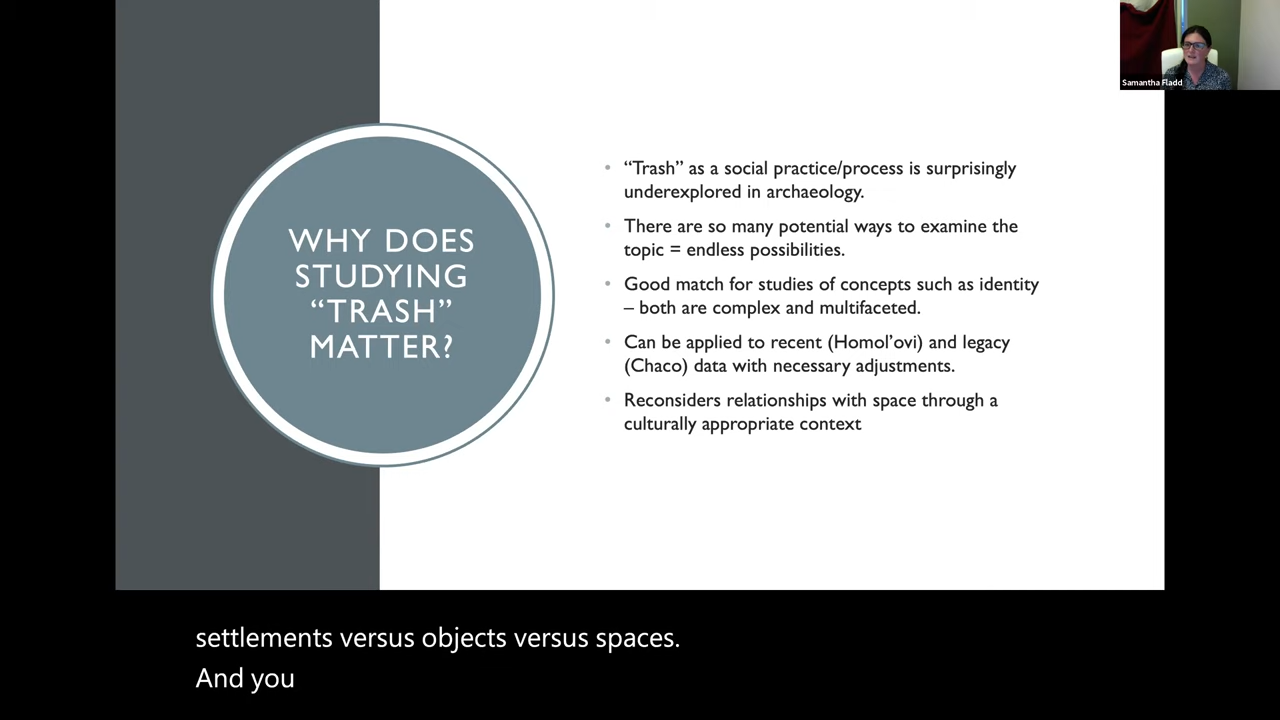 Samantha Fladd
WHY DOES
STUDYING
“TRASH”
MATTER?
• “Trash” as a social practice/process is surprisingly
underexplored in archaeology.
• There are so many potential ways to examine the
topic = endless possibilities.
• Good match for studies of concepts such as identity
– both are complex and multifaceted.
• Can be applied to recent (Homol’ovi) and legacy
(Chaco) data with necessary adjustments.
• Reconsiders relationships with space through a
culturally appropriate context
settlements versus objects versus spaces.
And you